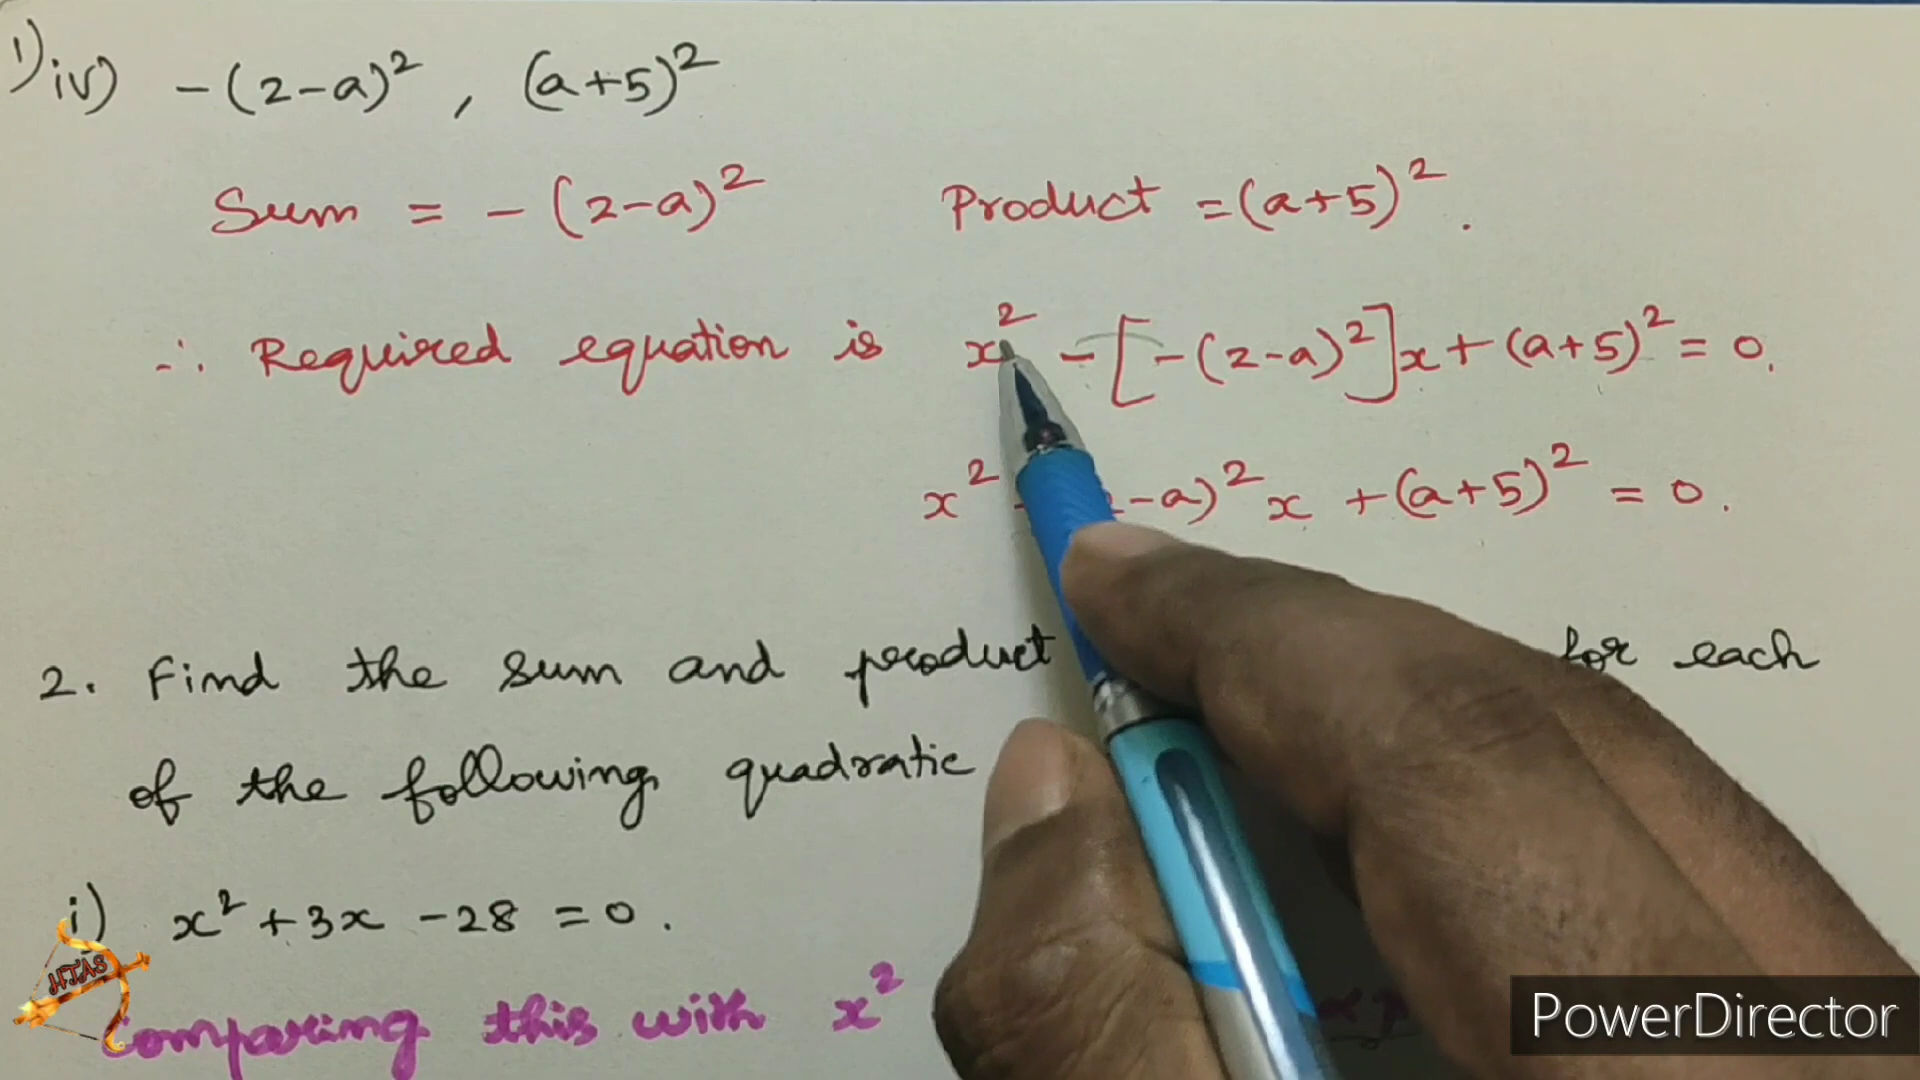 1) iv) -(2-a)² , (a+5)²
Sum = -(2-a)² Product = (a+5)² .
∴ Required equation is x² - [-(2-a)²]x + (a+5)² = 0.
x² -a)² x + (a+5)² = 0.
2. Find the sum and product for each
of the following quadratic
i) x² + 3x - 28 = 0.
HTAS
Comparing this with x²
PowerDirector